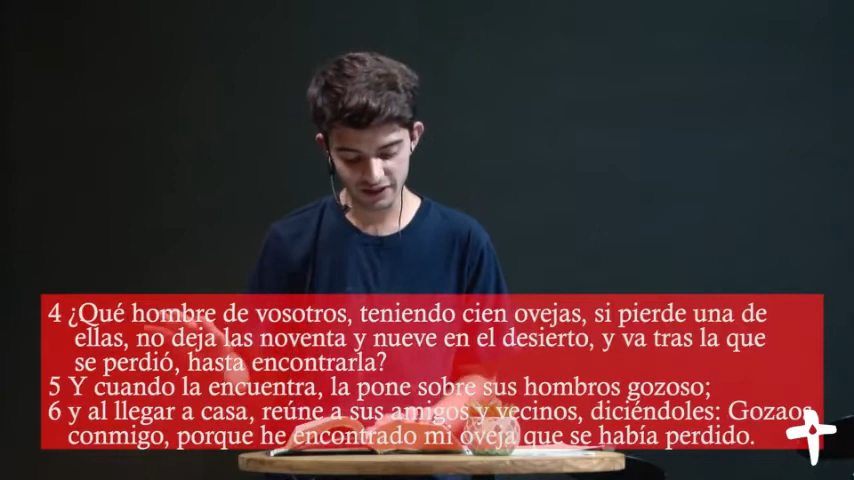 4 ¿Qué hombre de vosotros, teniendo cien ovejas, si pierde una de
ellas, no deja las noventa y nueve en el desierto, y va tras la que
se perdió, hasta encontrarla?
5 Y cuando la encuentra, la pone sobre sus hombros gozoso;
6 y al llegar a casa, reúne a sus amigos y vecinos, diciéndoles: Gozaos
conmigo, porque he encontrado mi oveja que se había perdido.